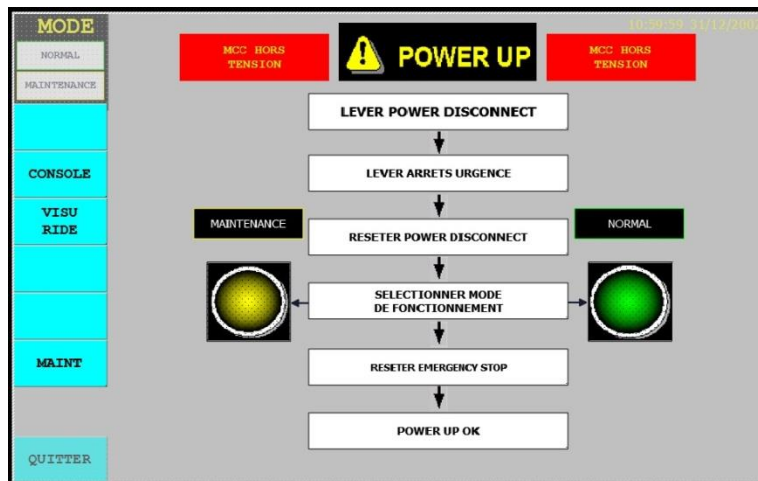 MODE
NORMAL
MAINTENANCE
CONSOLE
VISU
RIDE
MAINT
QUITTER
MCC HORS
TENSION
POWER UP
MCC HORS
TENSION
LEVER POWER DISCONNECT
LEVER ARRETS URGENCE
MAINTENANCE
RESETER POWER DISCONNECT
NORMAL
SELECTIONNER MODE
DE FONCTIONNEMENT
RESETER EMERGENCY STOP
POWER UP OK